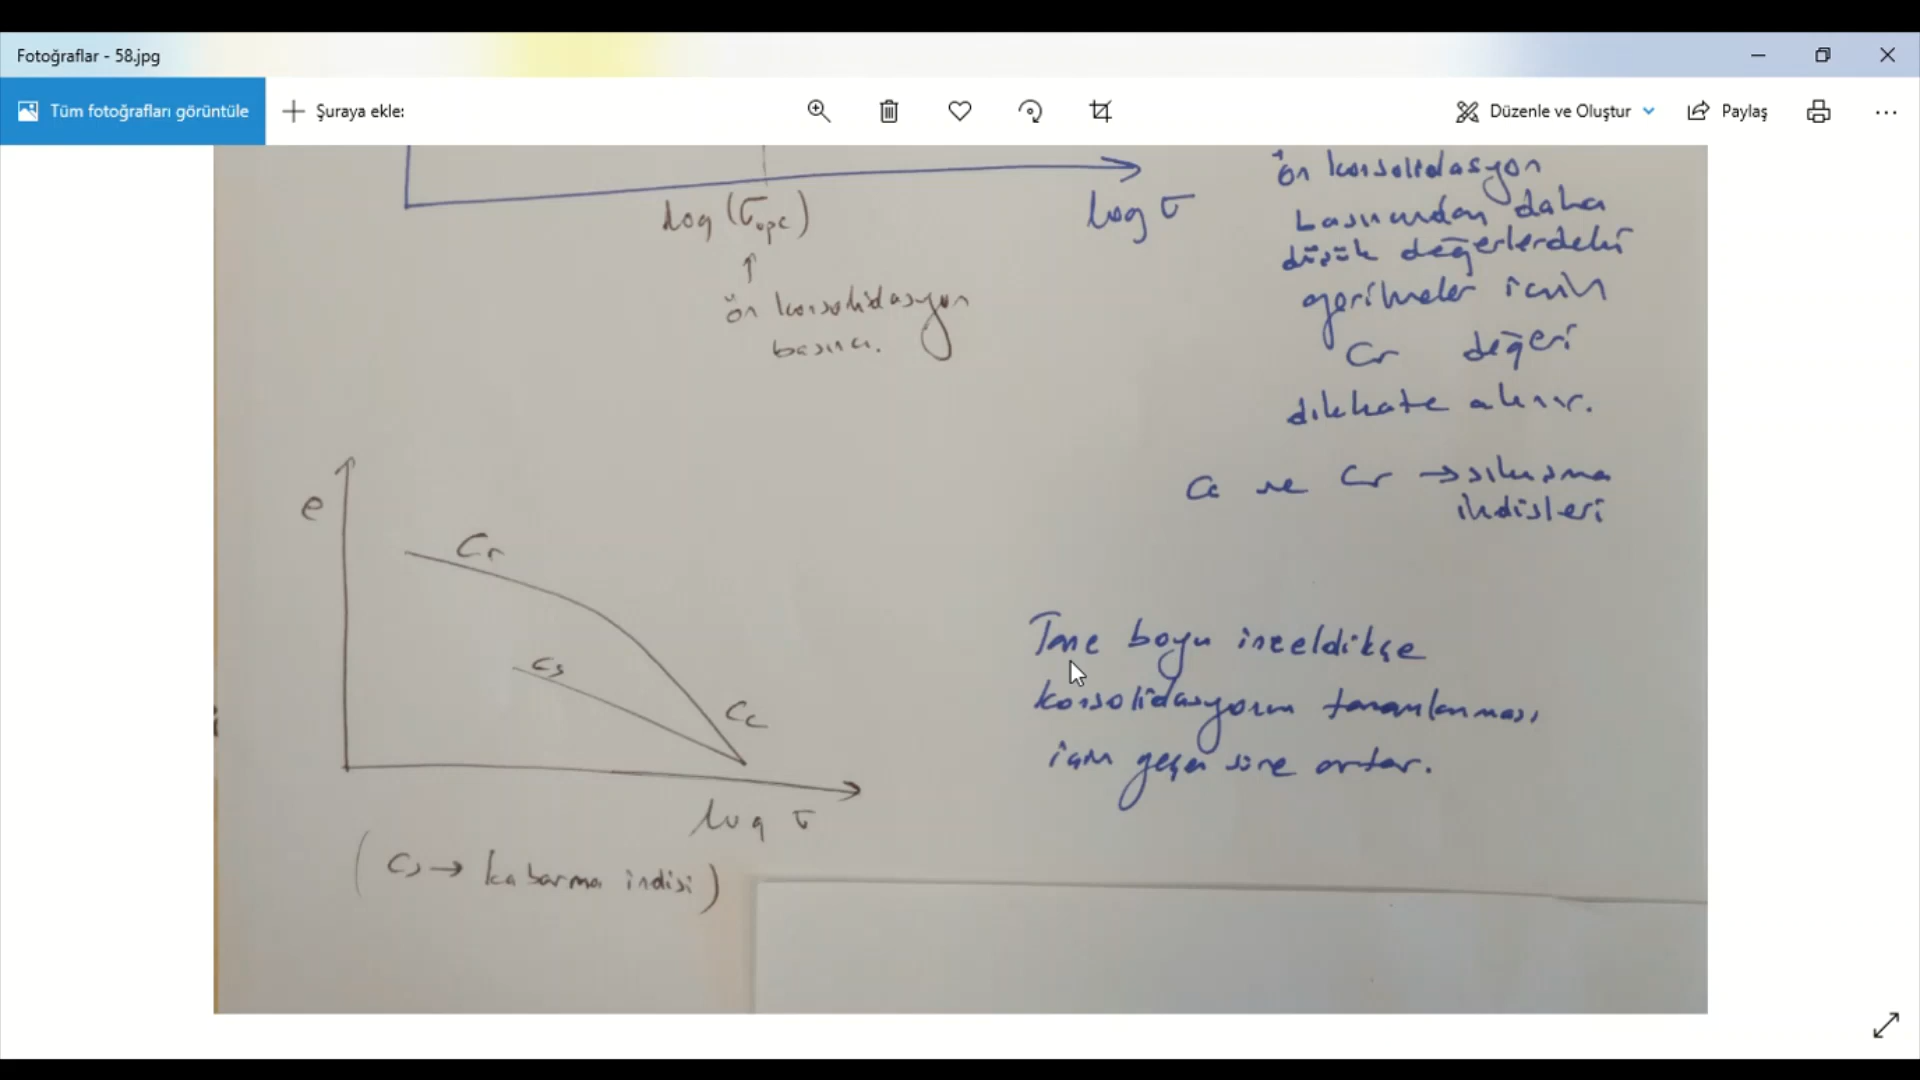 Fotoğraflar - 58.jpg
Tüm fotoğrafları görüntüle
Şuraya ekle:
Düzenle ve Oluştur
Paylaş
log (σopc)
log σ
ön konsolidasyon
basıncı.
ön konsolidasyon
basıncından daha
düşük değerlerdeki
gerilmeler için
Cr değeri
dikkate alınır.
Cc ve Cr → sıkışma
indisleri
e
Cr
Cs
Cc
log σ
(Cs → kabarma indisi)
Tane boyu inceldikçe
konsolidasyonun tamamlanması
için geçen süre artar.